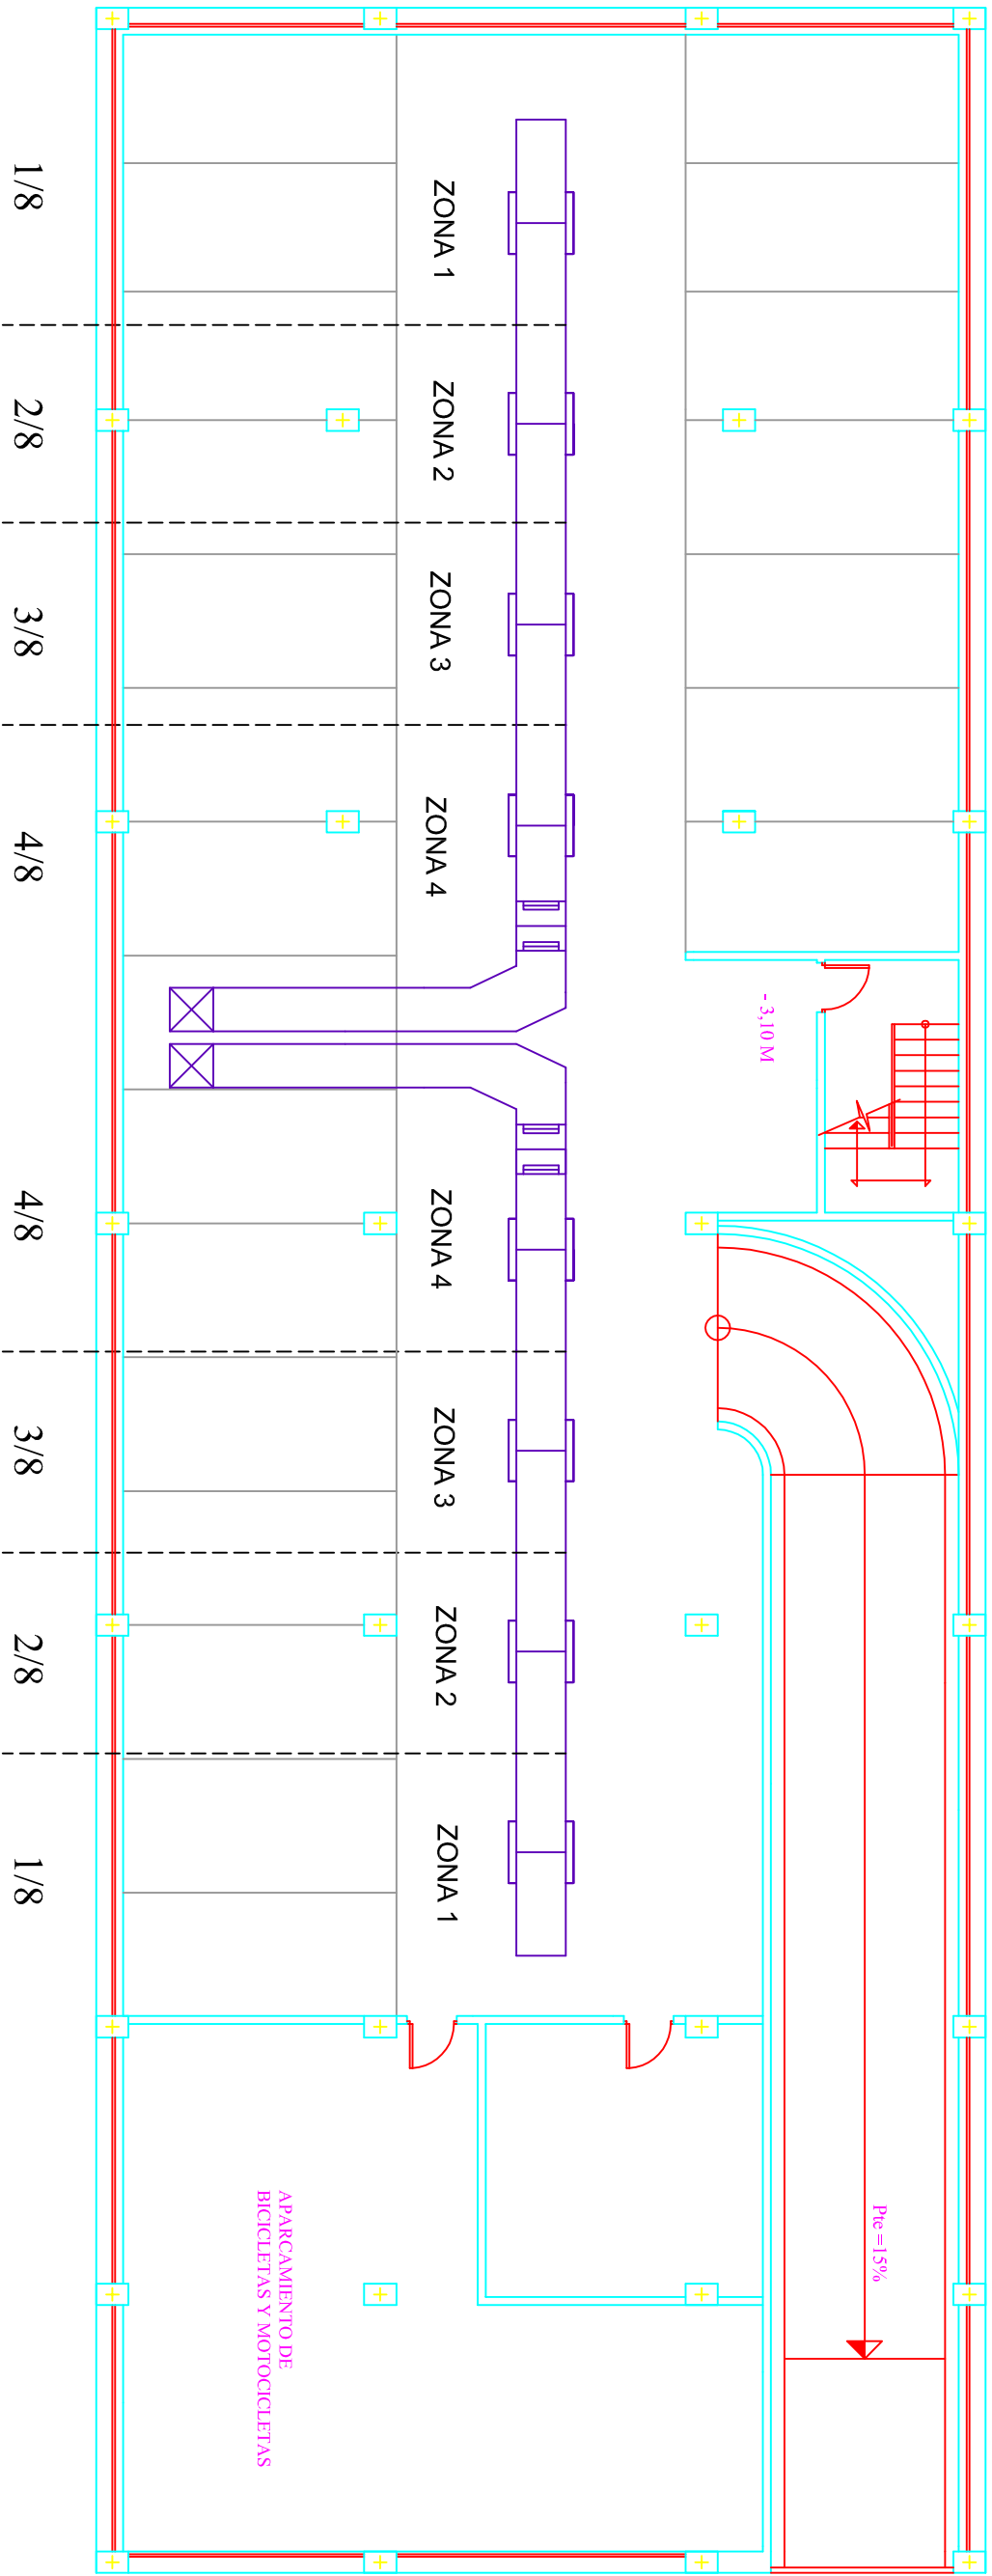 ZONA 1
1/8
ZONA 2
2/8
ZONA 3
3/8
ZONA 4
4/8
- 3,10 M
ZONA 4
4/8
ZONA 3
3/8
ZONA 2
2/8
ZONA 1
1/8
Pte =15%
APARCAMIENTO DE
BICICLETAS Y MOTOCICLETAS